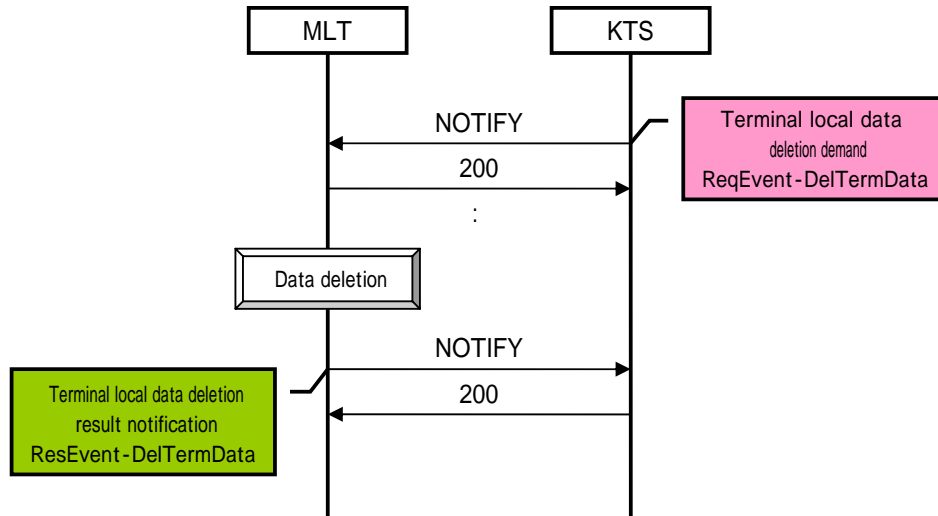 MLT
KTS
NOTIFY
Terminal local data
deletion demand
ReqEvent-DelTermData
200
:
Data deletion
NOTIFY
Terminal local data deletion
result notification
ResEvent-DelTermData
200